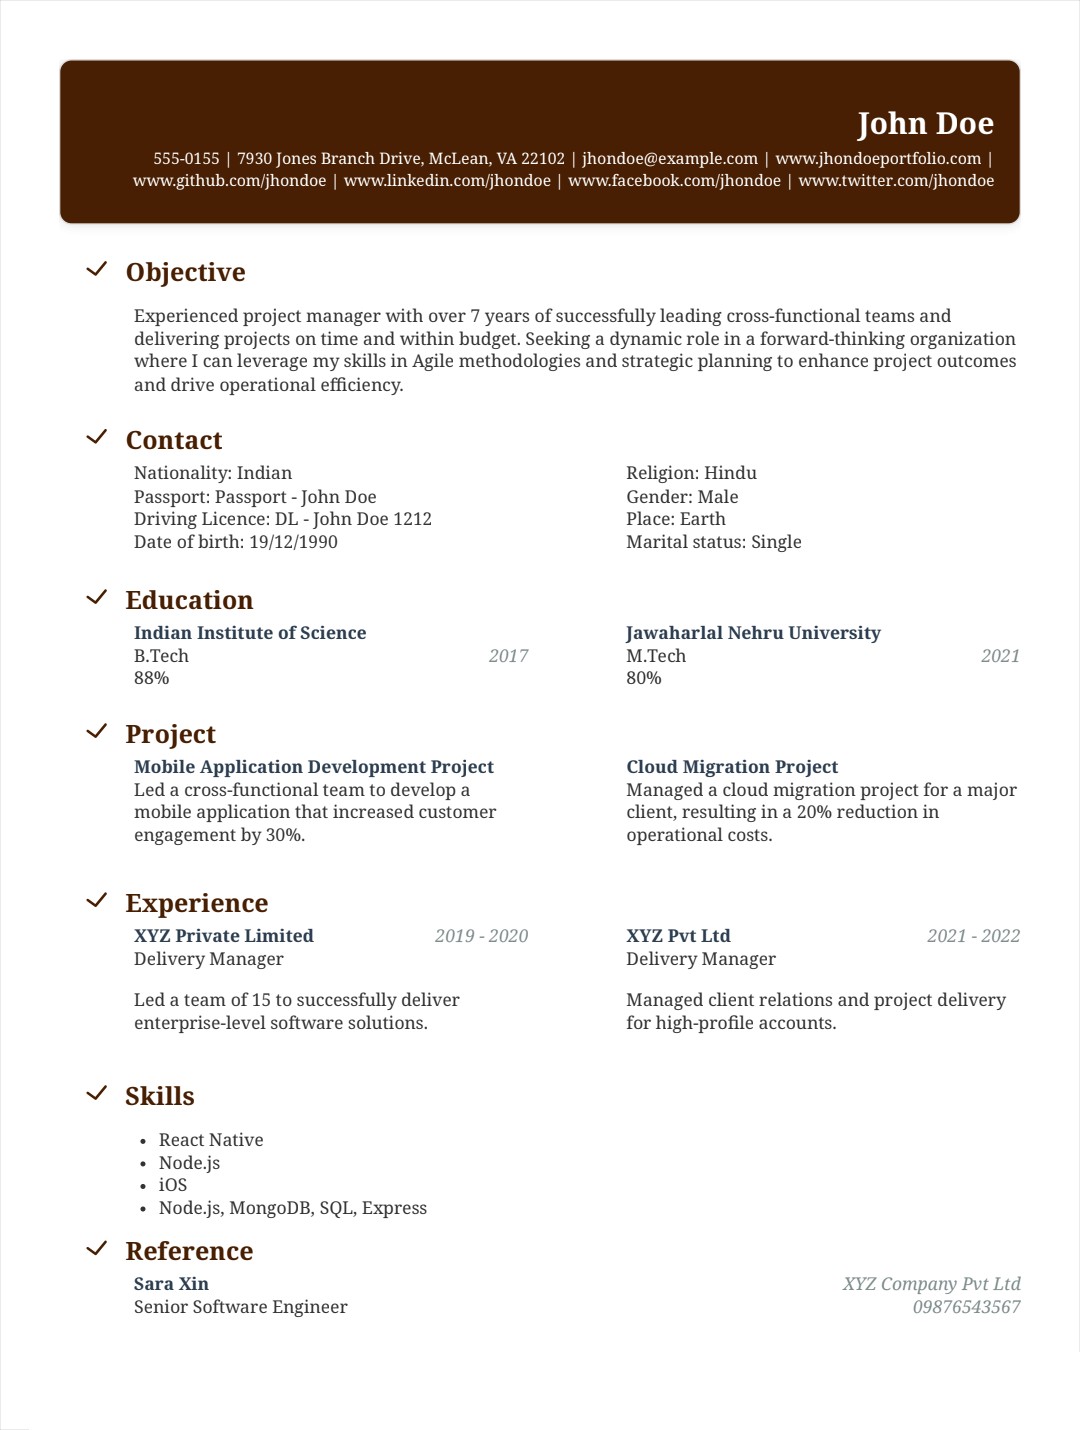 John Doe
555-0155 | 7930 Jones Branch Drive, McLean, VA 22102 | jhondoe@example.com | www.jhondoeportfolio.com |
www.github.com/jhondoe | www.linkedin.com/jhondoe | www.facebook.com/jhondoe | www.twitter.com/jhondoe
Objective
Experienced project manager with over 7 years of successfully leading cross-functional teams and
delivering projects on time and within budget. Seeking a dynamic role in a forward-thinking organization
where I can leverage my skills in Agile methodologies and strategic planning to enhance project outcomes
and drive operational efficiency.
Contact
Nationality: Indian
Passport: Passport - John Doe
Driving Licence: DL - John Doe 1212
Date of birth: 19/12/1990
Religion: Hindu
Gender: Male
Place: Earth
Marital status: Single
Education
Indian Institute of Science
B.Tech 2017
88%
Jawaharlal Nehru University
M.Tech 2021
80%
Project
Mobile Application Development Project
Led a cross-functional team to develop a
mobile application that increased customer
engagement by 30%.
Cloud Migration Project
Managed a cloud migration project for a major
client, resulting in a 20% reduction in
operational costs.
Experience
XYZ Private Limited 2019 - 2020
Delivery Manager
Led a team of 15 to successfully deliver
enterprise-level software solutions.
XYZ Pvt Ltd 2021 - 2022
Delivery Manager
Managed client relations and project delivery
for high-profile accounts.
Skills
• React Native
• Node.js
• iOS
• Node.js, MongoDB, SQL, Express
Reference
Sara Xin XYZ Company Pvt Ltd
Senior Software Engineer 09876543567